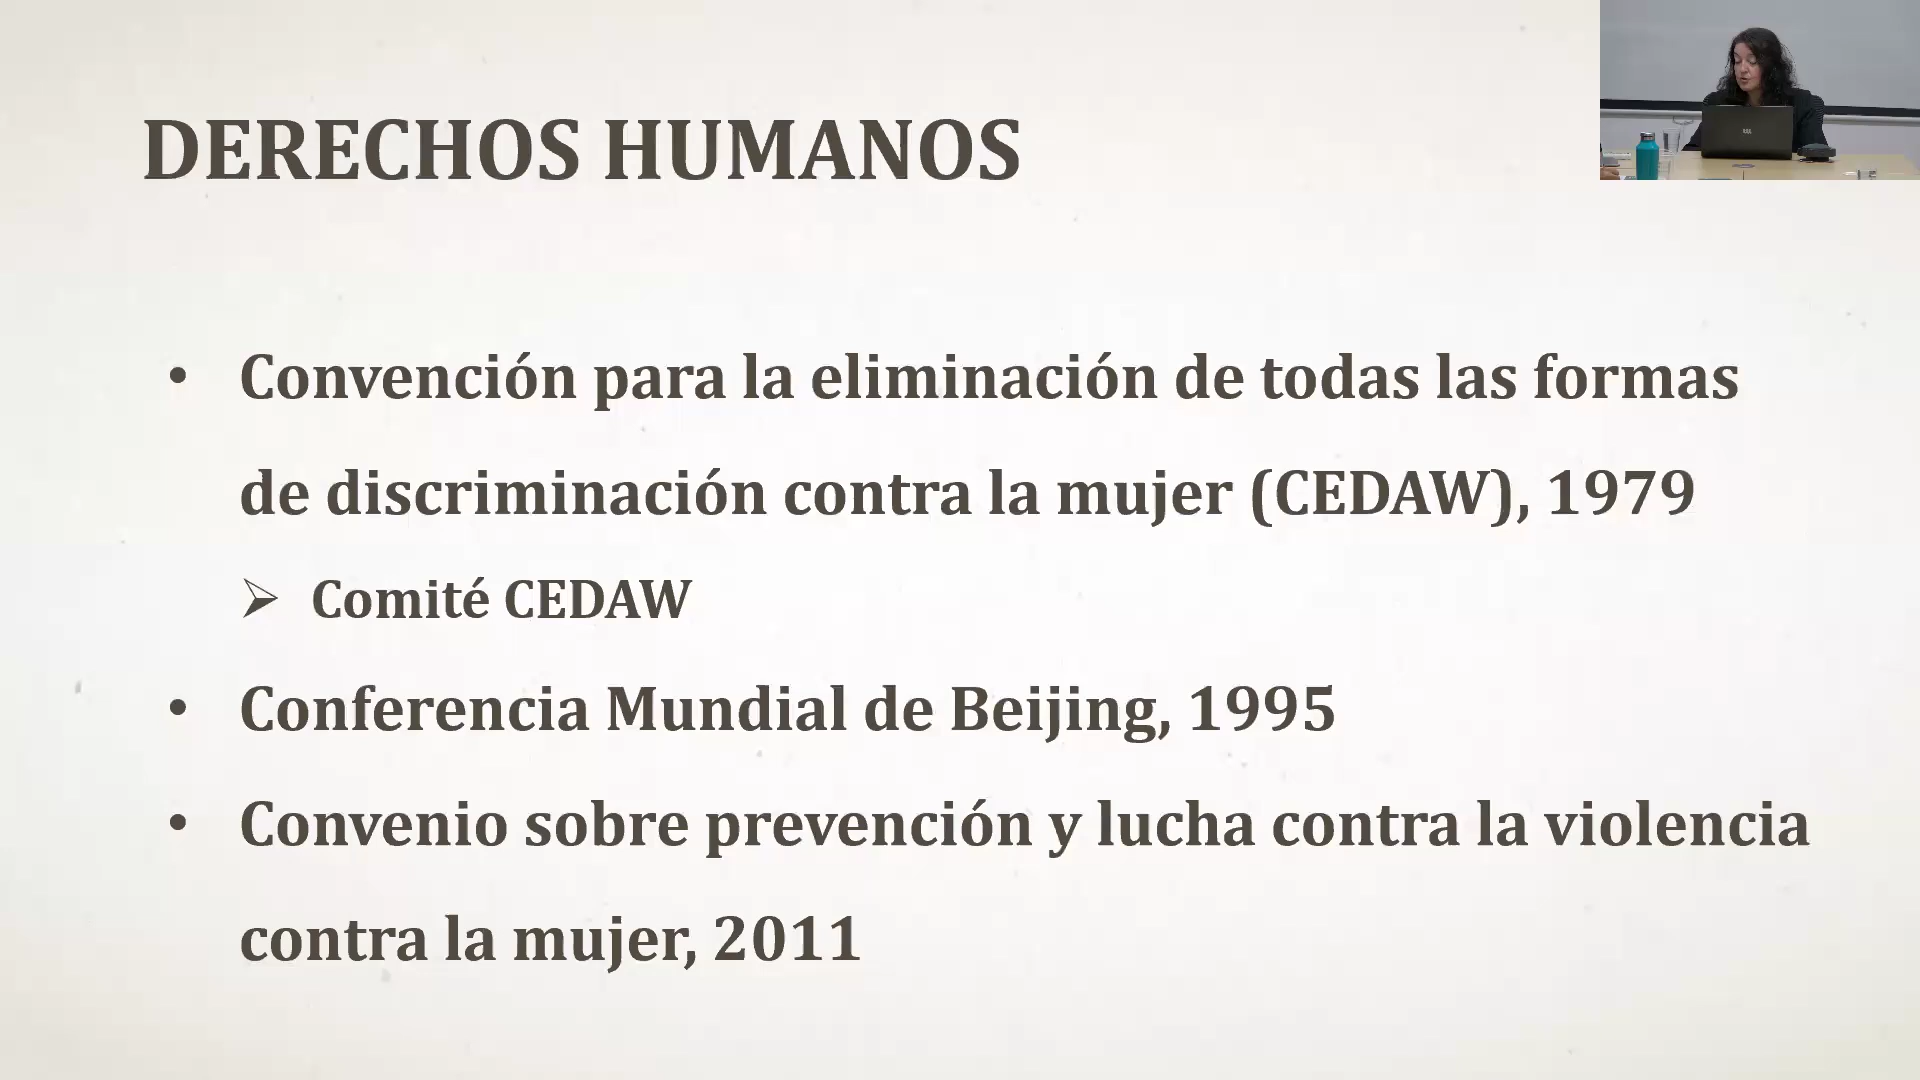 DERECHOS HUMANOS
• Convención para la eliminación de todas las formas
de discriminación contra la mujer (CEDAW), 1979
➢ Comité CEDAW
• Conferencia Mundial de Beijing, 1995
• Convenio sobre prevención y lucha contra la violencia
contra la mujer, 2011